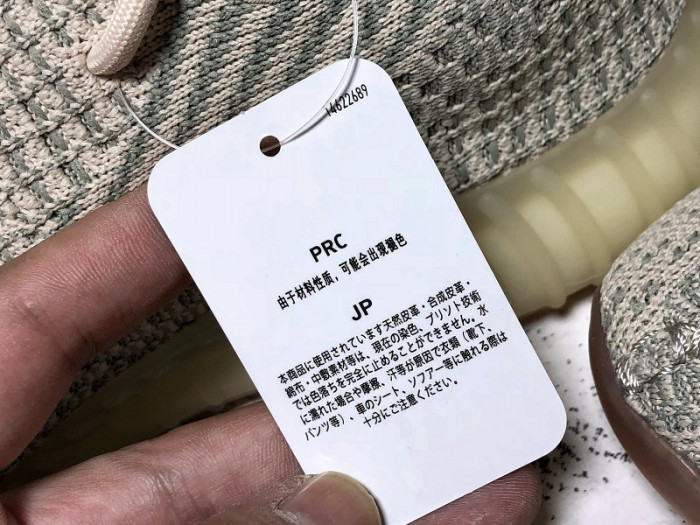 14622689
PRC
由于材料性质，可能会出现褪色
JP
本商品に使用されています天然皮革・合成皮革・
綿布・中敷素材等は、現在の染色、プリント技術
では色落ちを完全に止めることができません。水
に濡れた場合や摩擦、汗等が原因で衣類（靴下、
パンツ等）、車のシート、ソファー等に触れる際は
十分にご注意ください。